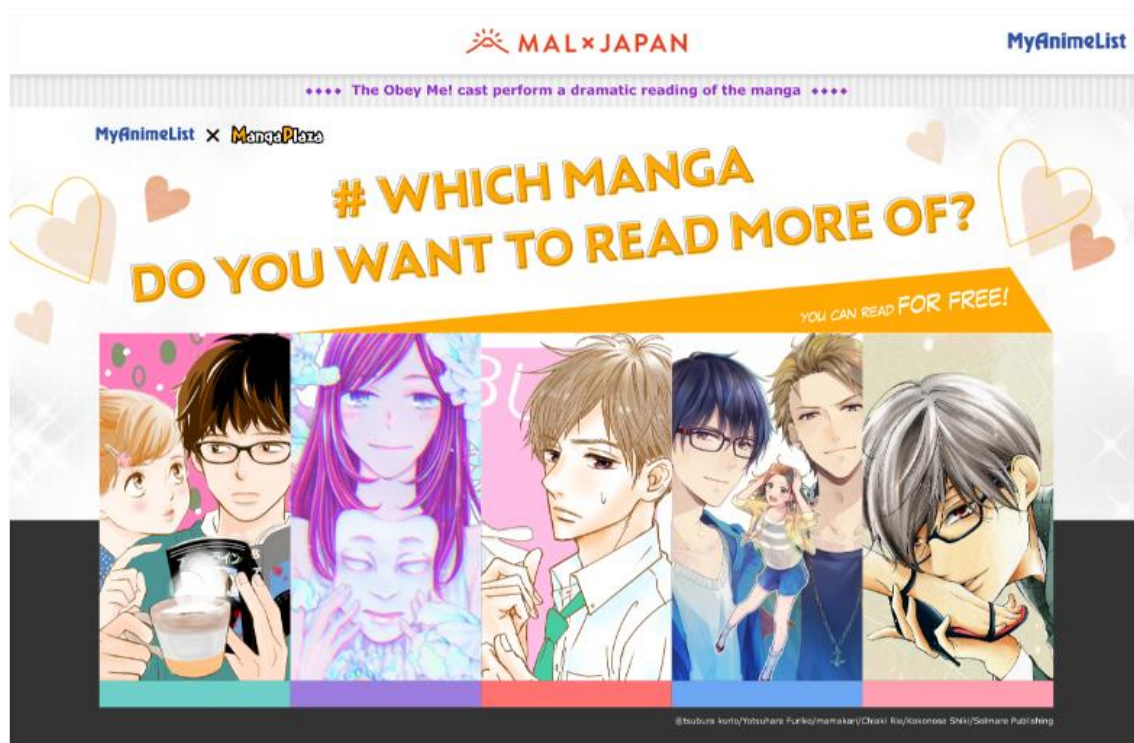 MAL×JAPAN
MyAnimeList
The Obey Me! cast perform a dramatic reading of the manga
MyAnimeList × MangaPlaza
# WHICH MANGA
DO YOU WANT TO READ MORE OF?
YOU CAN READ FOR FREE!
©tsubura kurio/Yotsuhara Furiko/mamakari/Chiaki Rie/Kokonose Shiki/Solmare Publishing